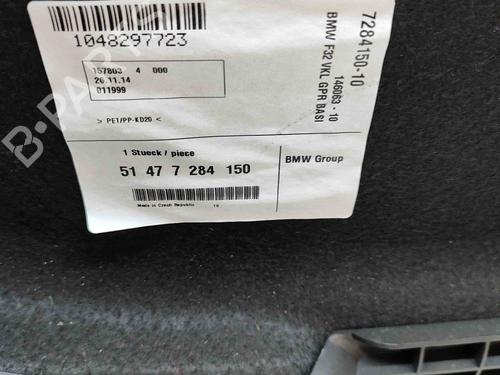 1048297723
157803 4 000
26.11.14
011999
> PET/PP-KD20 <
1 Stueck / piece
51 47 7 284 150
BMW Group
Made in Czech Republic
7284150-10
146063 - 10
BMW F32 VKL GPR BASI